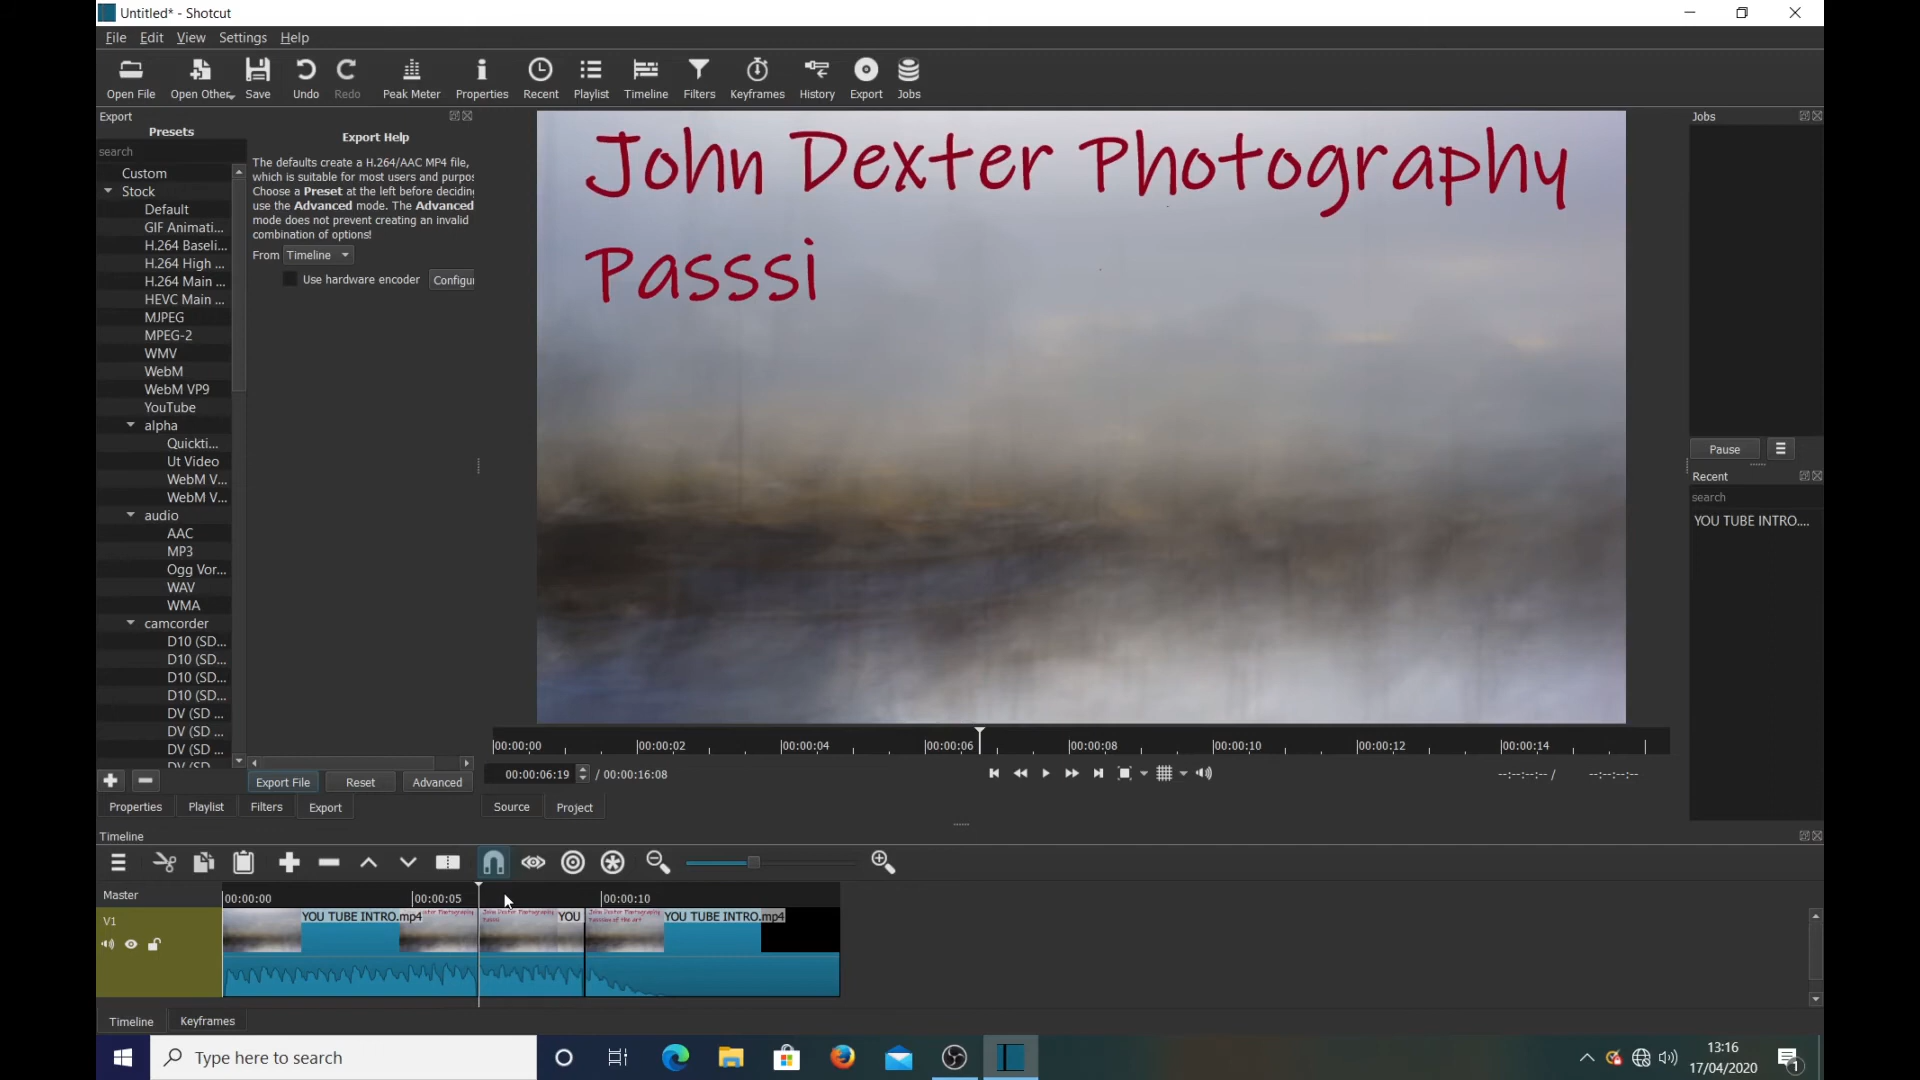 Untitled* - Shotcut
File Edit View Settings Help
Open File Open Other Save Undo Redo Peak Meter Properties Recent Playlist Timeline Filters Keyframes History Export Jobs
Export
Presets
search
Custom
Stock
Default
GIF Animati...
H.264 Baseli...
H.264 High ...
H.264 Main ...
HEVC Main ...
MJPEG
MPEG-2
WMV
WebM
WebM VP9
YouTube
alpha
Quickti...
Ut Video
WebM V...
WebM V...
audio
AAC
MP3
Ogg Vor...
WAV
WMA
camcorder
D10 (SD...
D10 (SD...
D10 (SD...
D10 (SD...
DV (SD ...
DV (SD ...
DV (SD ...
Export Help
The defaults create a H.264/AAC MP4 file,
which is suitable for most users and purpo
Choose a Preset at the left before decidin
use the Advanced mode. The Advanced
mode does not prevent creating an invalid
combination of options!
From Timeline
Use hardware encoder Configu
Export File Reset Advanced
Properties Playlist Filters Export
John Dexter Photography
Passsi
00:00:00 00:00:02 00:00:04 00:00:06 00:00:08 00:00:10 00:00:12 00:00:14
00:00:06:19 / 00:00:16:08
--:--:--:-- / --:--:--:--
Source Project
Jobs
Pause
Recent
search
YOU TUBE INTRO....
Timeline
Master
00:00:00 00:00:05 00:00:10
V1
YOU TUBE INTRO.mp4 YOU YOU TUBE INTRO.mp4
Timeline Keyframes
Type here to search
13:16
17/04/2020
1